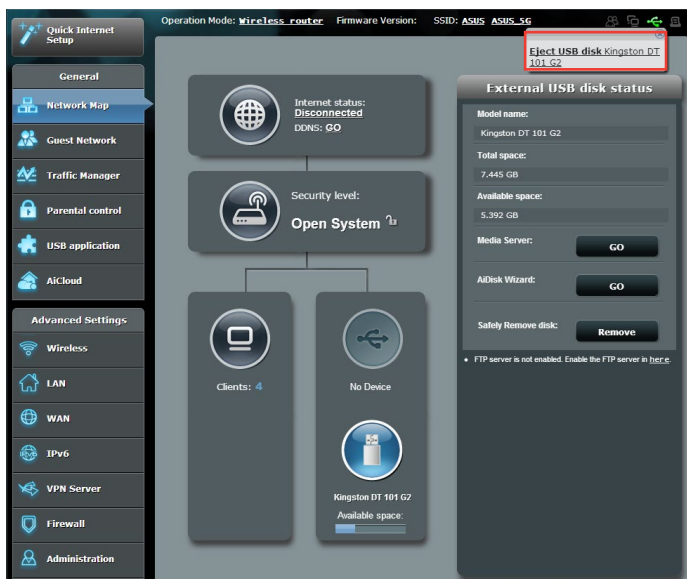 Quick Internet
Setup
Operation Mode: Wireless router Firmware Version: SSID: ASUS ASUS_5G
Eject USB disk Kingston DT
101 G2
General
Network Map
Guest Network
Traffic Manager
Parental control
USB application
AiCloud
Advanced Settings
Wireless
LAN
WAN
IPv6
VPN Server
Firewall
Administration
Internet status:
Disconnected
DDNS: GO
Security level:
Open System
Clients: 4
No Device
Kingston DT 101 G2
Available space:
External USB disk status
Model name:
Kingston DT 101 G2
Total space:
7.445 GB
Available space:
5.392 GB
Media Server: GO
AiDisk Wizard: GO
Safely Remove disk: Remove
• FTP server is not enabled. Enable the FTP server in here.